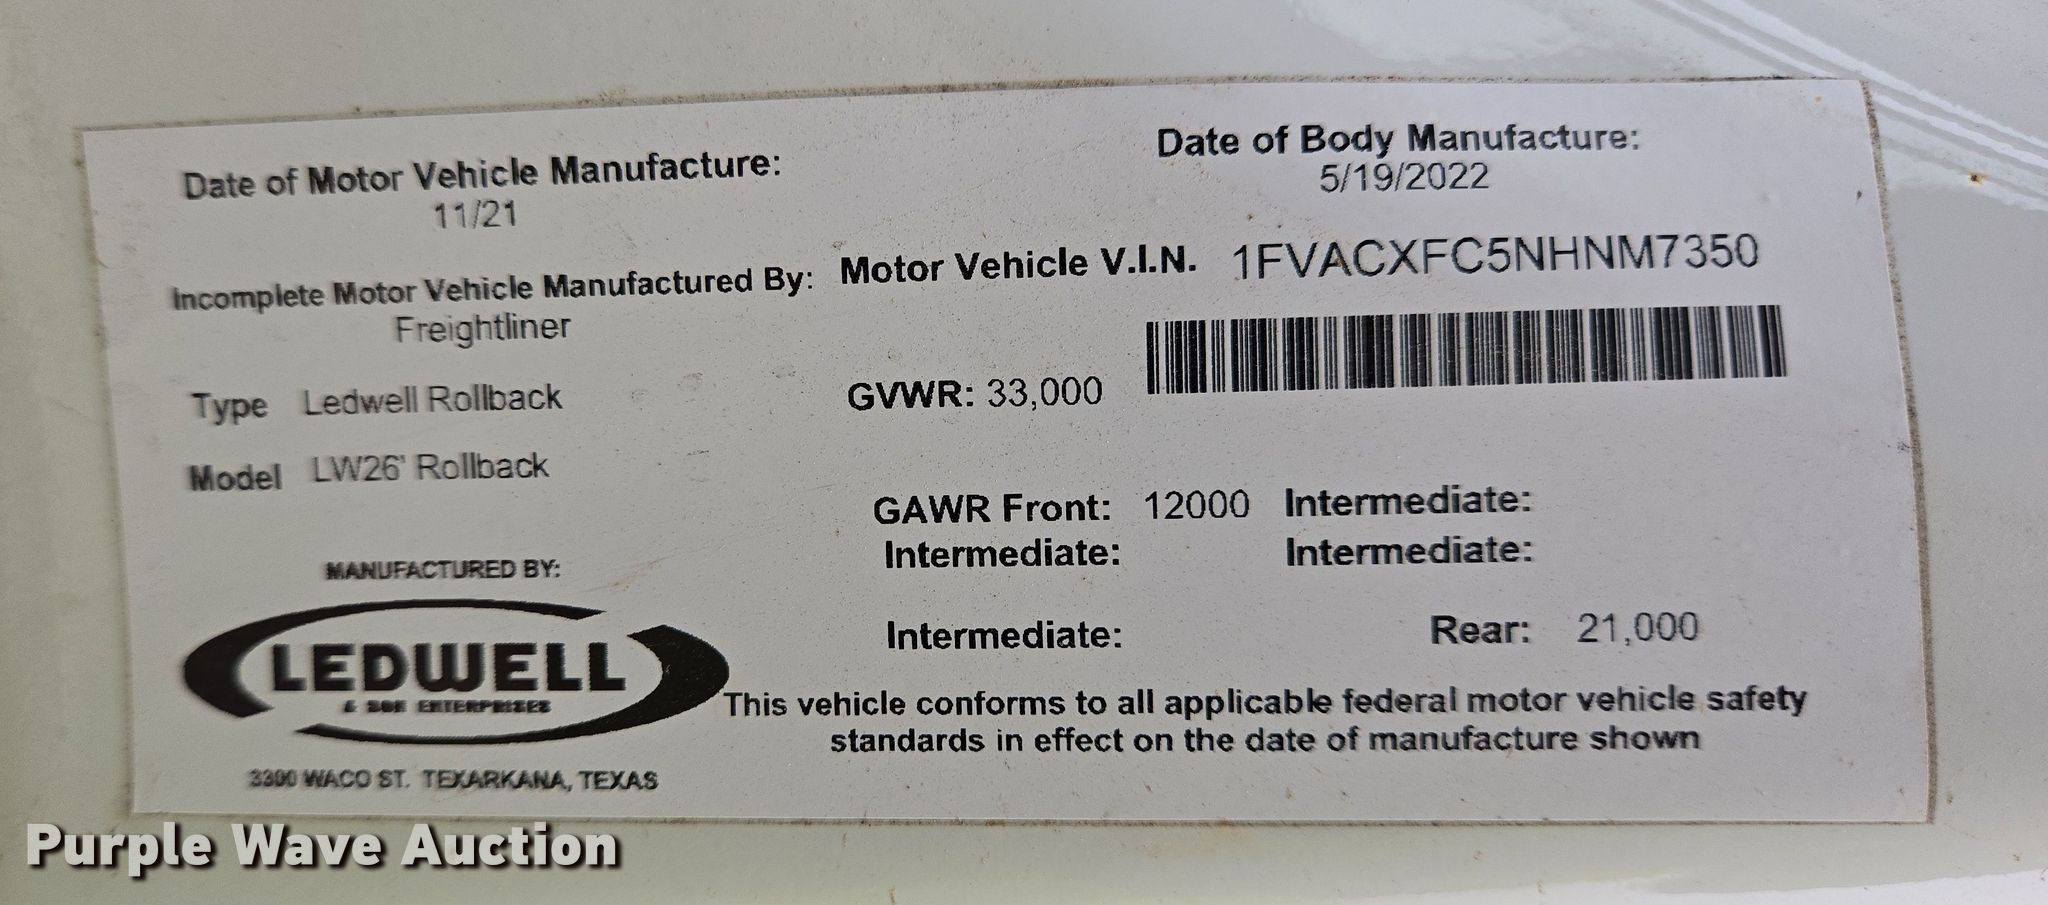 Date of Motor Vehicle Manufacture:
11/21
Date of Body Manufacture:
5/19/2022
Incomplete Motor Vehicle Manufactured By:
Freightliner
Motor Vehicle V.I.N. 1FVACXFC5NHNM7350
Type Ledwell Rollback
GVWR: 33,000
Model LW26' Rollback
GAWR Front: 12000 Intermediate:
Intermediate: Intermediate:
Intermediate: Rear: 21,000
MANUFACTURED BY:
LEDWELL
& SON ENTERPRISES
3300 WACO ST. TEXARKANA, TEXAS
This vehicle conforms to all applicable federal motor vehicle safety
standards in effect on the date of manufacture shown
Purple Wave Auction